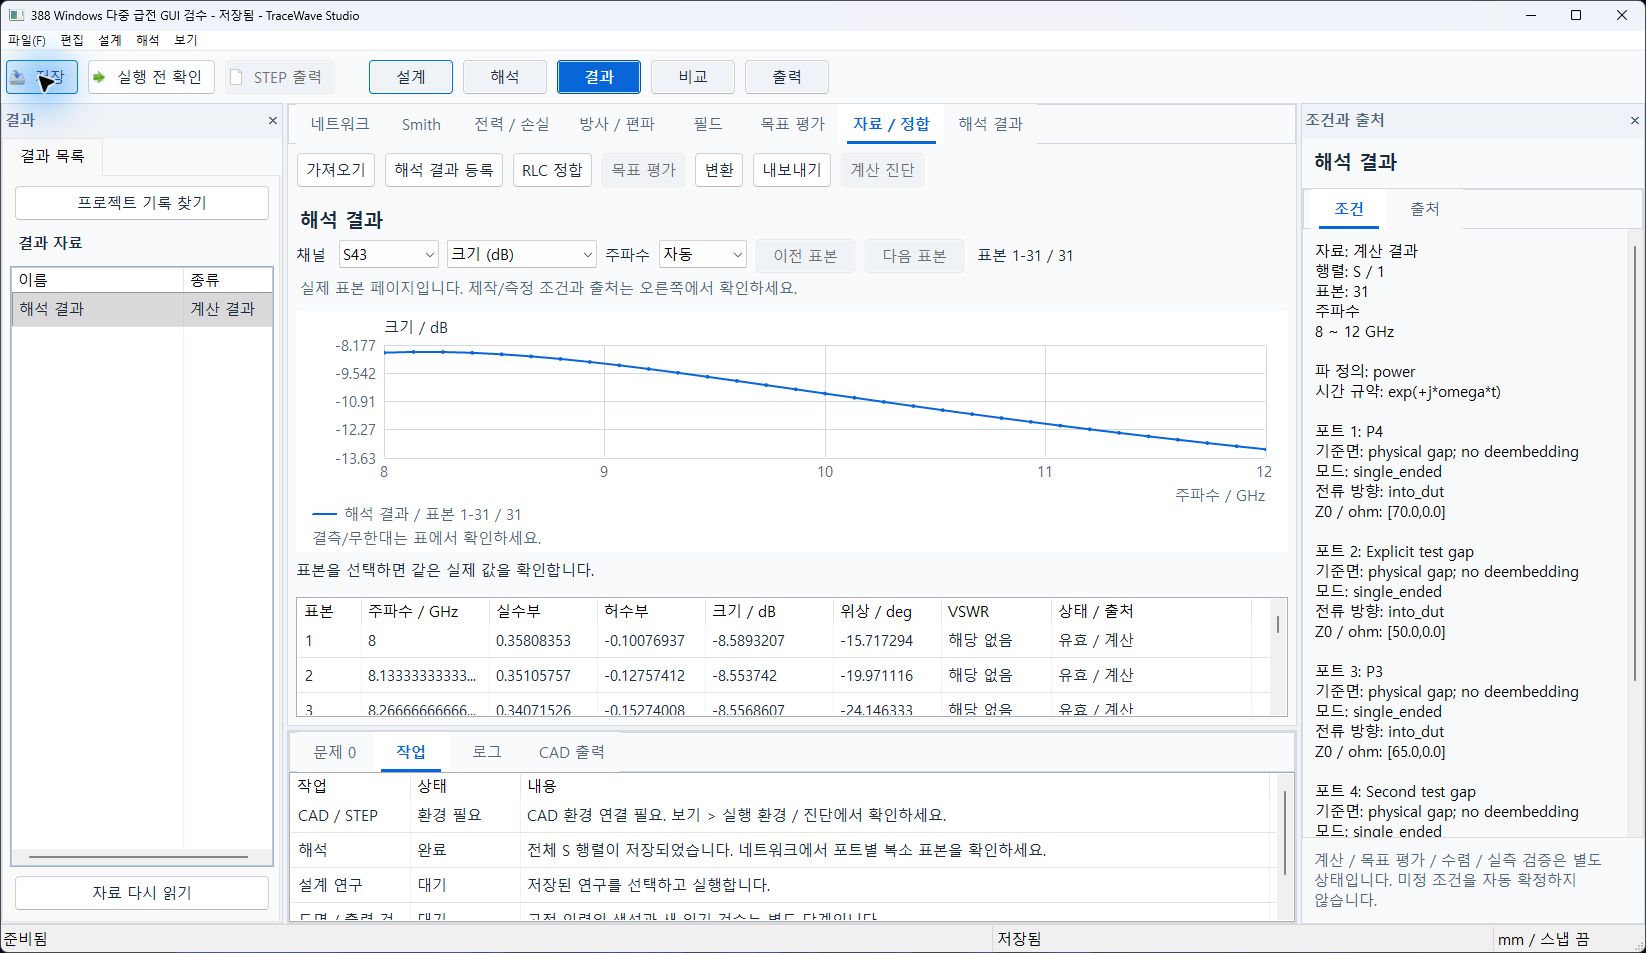 388 Windows 다중 급전 GUI 검수 - 저장됨 - TraceWave Studio
파일(F) 편집 설계 해석 보기
저장 실행 전 확인 STEP 출력 설계 해석 결과 비교 출력
결과
결과 목록
프로젝트 기록 찾기
결과 자료
이름 종류
해석 결과 계산 결과
자료 다시 읽기
네트워크 Smith 전력 / 손실 방사 / 편파 필드 목표 평가 자료 / 정합 해석 결과
가져오기 해석 결과 등록 RLC 정합 목표 평가 변환 내보내기 계산 진단
해석 결과
채널 S43 크기 (dB) 주파수 자동 이전 표본 다음 표본 표본 1-31 / 31
실제 표본 페이지입니다. 제작/측정 조건과 출처는 오른쪽에서 확인하세요.
크기 / dB
-8.177
-9.542
-10.91
-12.27
-13.63
8 9 10 11 12
주파수 / GHz
해석 결과 / 표본 1-31 / 31
결측/무한대는 표에서 확인하세요.
표본을 선택하면 같은 실제 값을 확인합니다.
표본 주파수 / GHz 실수부 허수부 크기 / dB 위상 / deg VSWR 상태 / 출처
1 8 0.35808353 -0.10076937 -8.5893207 -15.717294 해당 없음 유효 / 계산
2 8.13333333333... 0.35105757 -0.12757412 -8.553742 -19.971116 해당 없음 유효 / 계산
3 8.26666666666... 0.34071526 -0.15274008 -8.5568607 -24.146333 해당 없음 유효 / 계산
문제 0 작업 로그 CAD 출력
작업 상태 내용
CAD / STEP 환경 필요 CAD 환경 연결 필요. 보기 > 실행 환경 / 진단에서 확인하세요.
해석 완료 전체 S 행렬이 저장되었습니다. 네트워크에서 포트별 복소 표본을 확인하세요.
설계 연구 대기 저장된 연구를 선택하고 실행합니다.
도면 / 출력 검 대기
조건과 출처
해석 결과
조건 출처
자료: 계산 결과
행렬: S / 1
표본: 31
주파수
8 ~ 12 GHz
파 정의: power
시간 규약: exp(+j*omega*t)
포트 1: P4
기준면: physical gap; no deembedding
모드: single_ended
전류 방향: into_dut
Z0 / ohm: [70.0,0.0]
포트 2: Explicit test gap
기준면: physical gap; no deembedding
모드: single_ended
전류 방향: into_dut
Z0 / ohm: [50.0,0.0]
포트 3: P3
기준면: physical gap; no deembedding
모드: single_ended
전류 방향: into_dut
Z0 / ohm: [65.0,0.0]
포트 4: Second test gap
기준면: physical gap; no deembedding
모드: single_ended
계산 / 목표 평가 / 수렴 / 실측 검증은 별도
상태입니다. 미정 조건을 자동 확정하지
않습니다.
준비됨 저장됨 mm / 스냅 끔